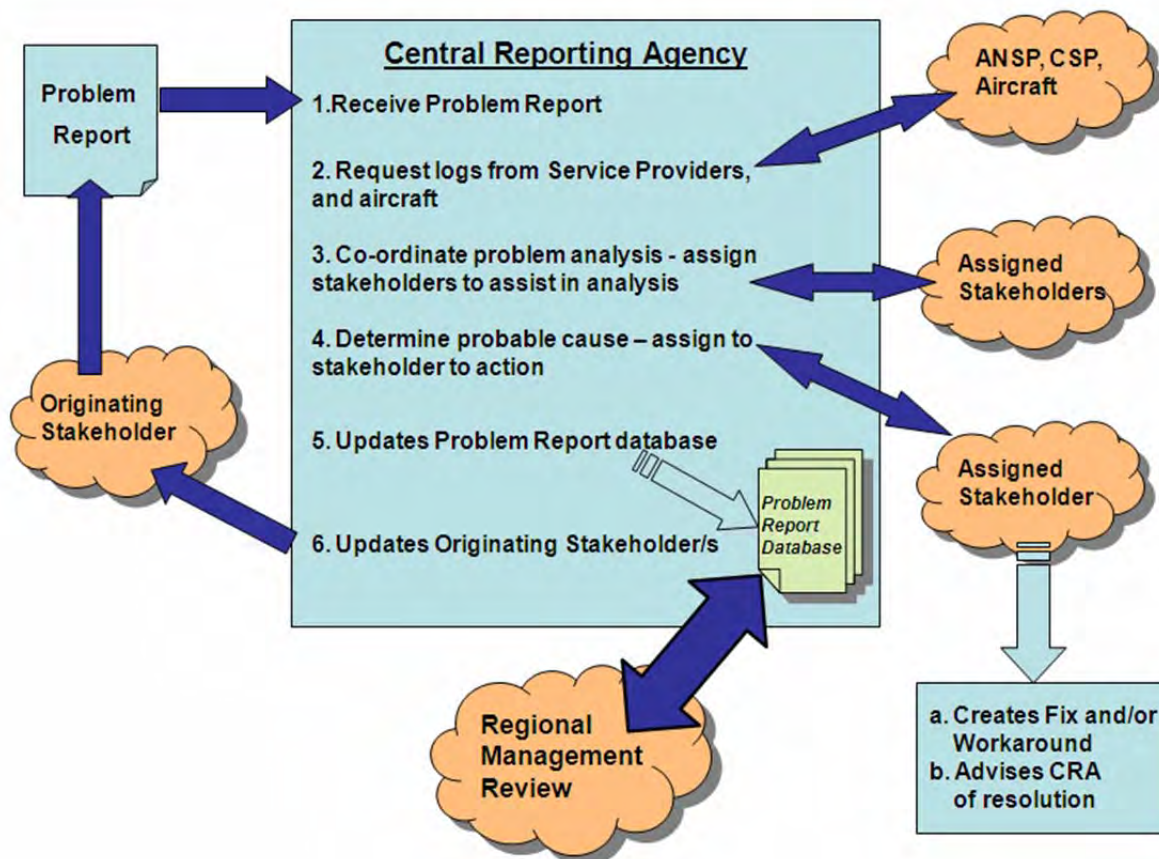 Problem
Report
Central Reporting Agency
1.Receive Problem Report
2. Request logs from Service Providers,
and aircraft
3. Co-ordinate problem analysis - assign
stakeholders to assist in analysis
4. Determine probable cause – assign to
stakeholder to action
5. Updates Problem Report database
6. Updates Originating Stakeholder/s
Problem
Report
Database
ANSP, CSP,
Aircraft
Assigned
Stakeholders
Assigned
Stakeholder
Originating
Stakeholder
Regional
Management
Review
a. Creates Fix and/or
Workaround
b. Advises CRA
of resolution